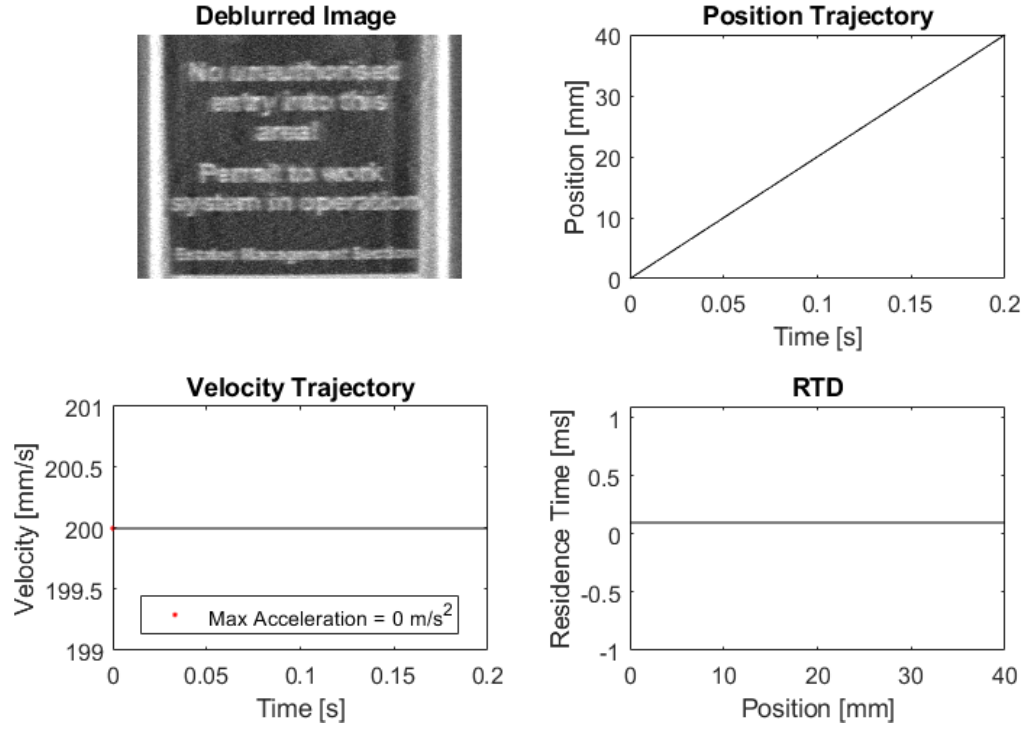 Deblurred Image
No unauthorised
entry into this
area!
Permit to work
system in operation
Position Trajectory
40
30
20
10
0
Position [mm]
0 0.05 0.1 0.15 0.2
Time [s]
Velocity Trajectory
201
200.5
200
199.5
199
Velocity [mm/s]
Max Acceleration = 0 m/s²
0 0.05 0.1 0.15 0.2
Time [s]
RTD
1
0.5
0
-0.5
-1
Residence Time [ms]
0 10 20 30 40
Position [mm]